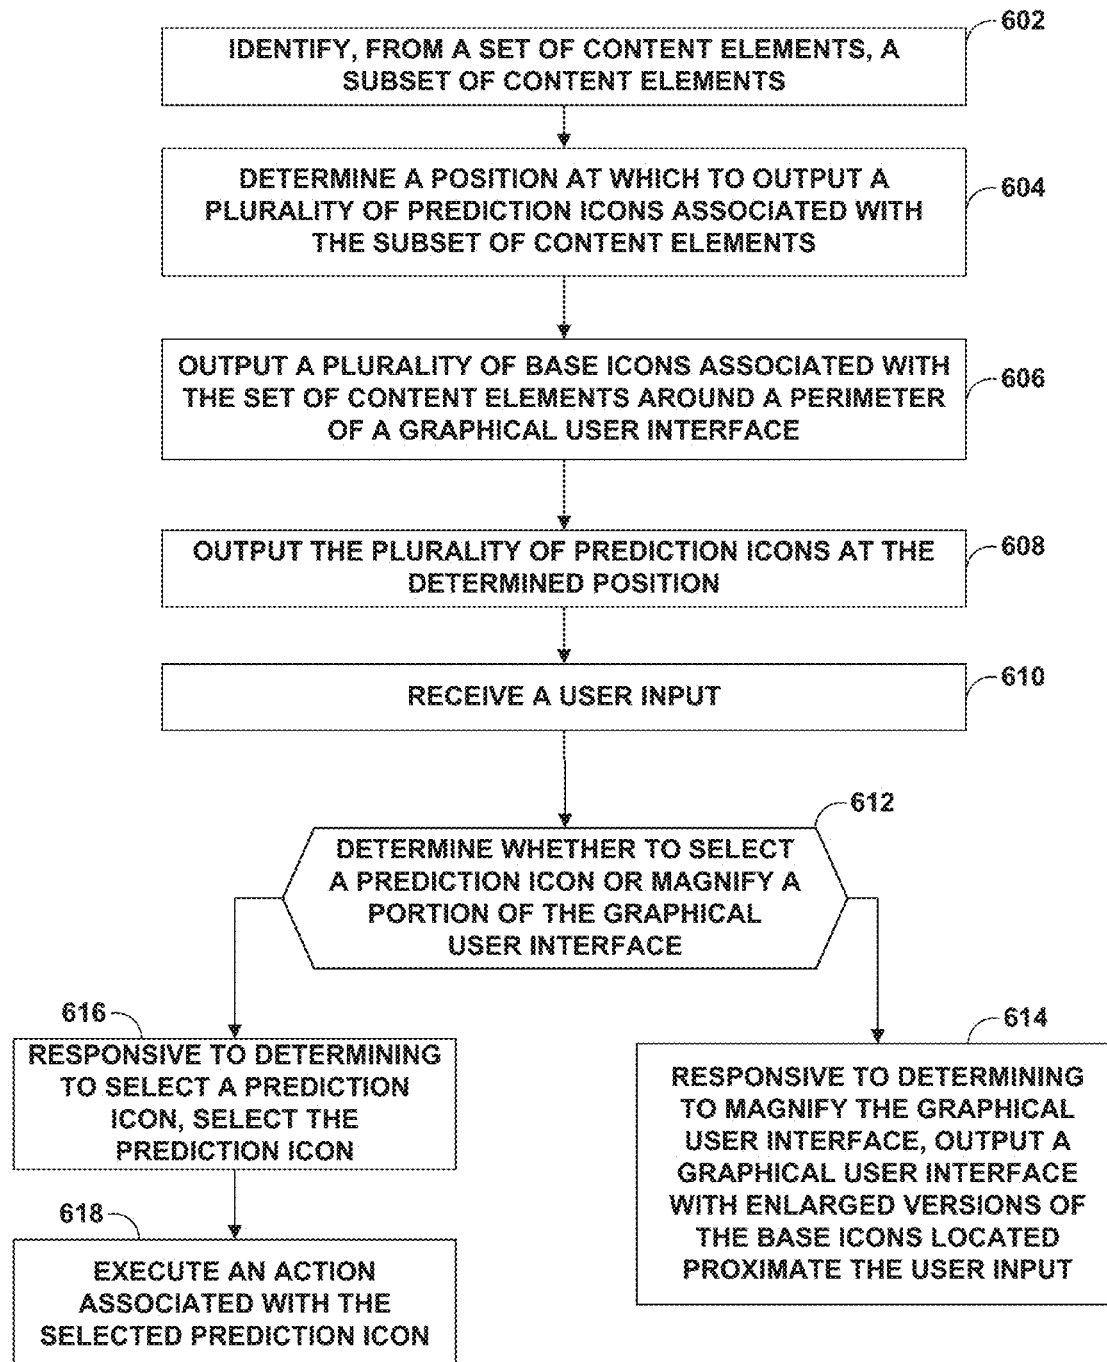 602
IDENTIFY, FROM A SET OF CONTENT ELEMENTS, A
SUBSET OF CONTENT ELEMENTS
604
DETERMINE A POSITION AT WHICH TO OUTPUT A
PLURALITY OF PREDICTION ICONS ASSOCIATED WITH
THE SUBSET OF CONTENT ELEMENTS
606
OUTPUT A PLURALITY OF BASE ICONS ASSOCIATED WITH
THE SET OF CONTENT ELEMENTS AROUND A PERIMETER
OF A GRAPHICAL USER INTERFACE
608
OUTPUT THE PLURALITY OF PREDICTION ICONS AT THE
DETERMINED POSITION
610
RECEIVE A USER INPUT
612
DETERMINE WHETHER TO SELECT
A PREDICTION ICON OR MAGNIFY A
PORTION OF THE GRAPHICAL
USER INTERFACE
616
RESPONSIVE TO DETERMINING
TO SELECT A PREDICTION
ICON, SELECT THE
PREDICTION ICON
618
EXECUTE AN ACTION
ASSOCIATED WITH THE
SELECTED PREDICTION ICON
614
RESPONSIVE TO DETERMINING
TO MAGNIFY THE GRAPHICAL
USER INTERFACE, OUTPUT A
GRAPHICAL USER INTERFACE
WITH ENLARGED VERSIONS OF
THE BASE ICONS LOCATED
PROXIMATE THE USER INPUT